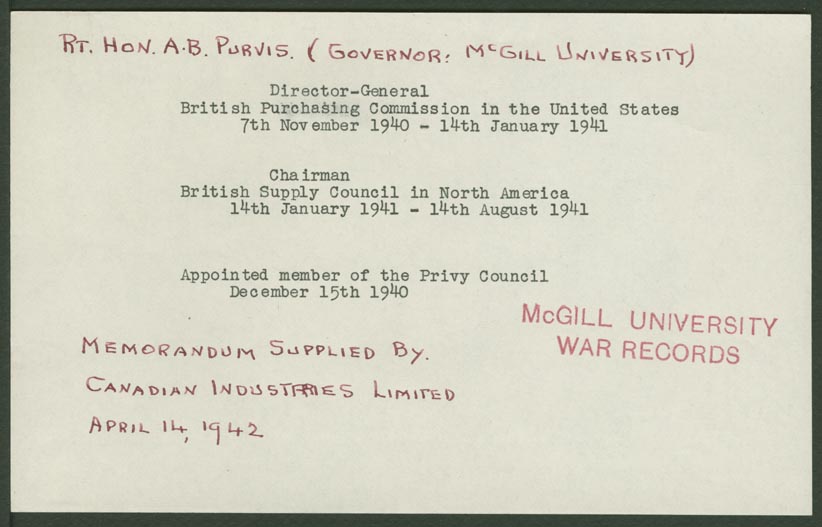 RT. HON. A.B. PURVIS. (GOVERNOR: McGILL UNIVERSITY)
Director-General
British Purchasing Commission in the United States
7th November 1940 - 14th January 1941
Chairman
British Supply Council in North America
14th January 1941 - 14th August 1941
Appointed member of the Privy Council
December 15th 1940
McGILL UNIVERSITY
WAR RECORDS
MEMORANDUM SUPPLIED BY.
CANADIAN INDUSTRIES LIMITED
APRIL 14, 1942